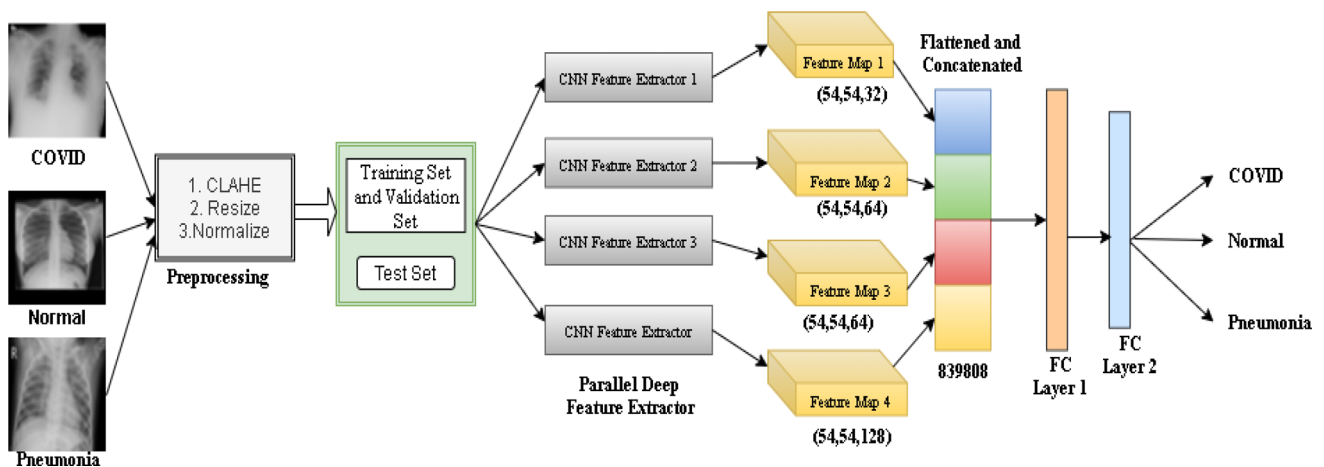 COVID
Normal
R
Pneumonia
1. CLAHE
2. Resize
3.Normalize
Preprocessing
Training Set
and Validation
Set
Test Set
CNN Feature Extractor 1
CNN Feature Extractor 2
CNN Feature Extractor 3
CNN Feature Extractor
Parallel Deep
Feature Extractor
Feature Map 1
(54,54,32)
Feature Map 2
(54,54,64)
Feature Map 3
(54,54,64)
Feature Map 4
(54,54,128)
Flattened and
Concatenated
839808
FC
Layer 1
FC
Layer 2
COVID
Normal
Pneumonia